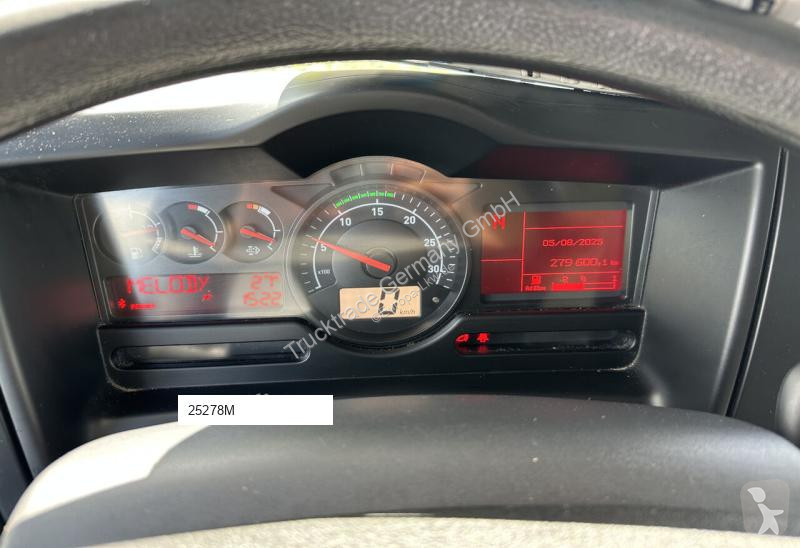 10 15 20 25 30
5
x100
MELODY 27
1522
0
km/h
N
05/08/2025
279 600,1 km
25278M
Trucktrade Germany GmbH